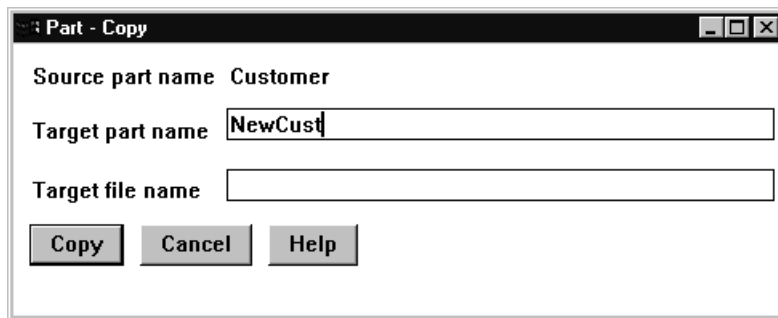 Part - Copy
Source part name Customer
Target part name NewCust
Target file name
Copy Cancel Help